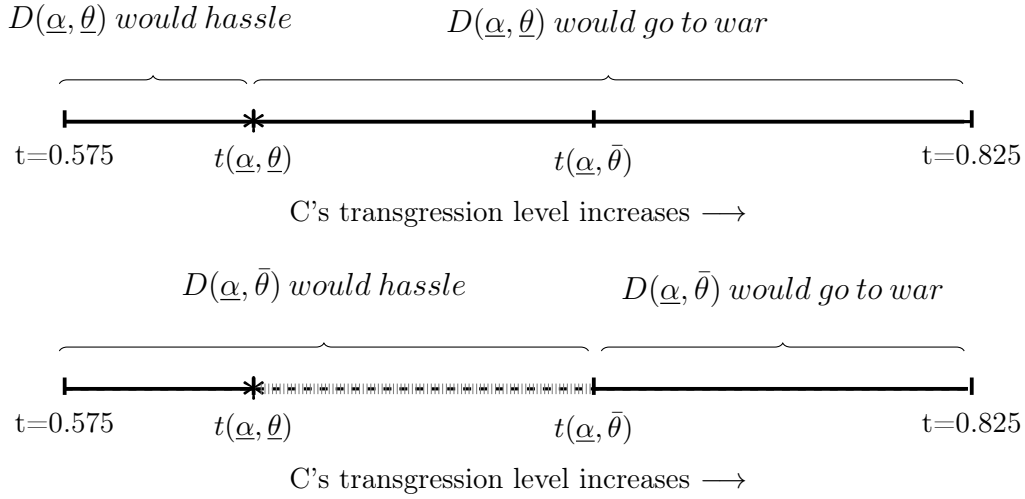 D(α̲, θ̲) would hassle D(α̲, θ̲) would go to war
t=0.575 t(α̲, θ̲) t(α̲, θ̄) t=0.825
C's transgression level increases ⟶
D(α̲, θ̄) would hassle D(α̲, θ̄) would go to war
t=0.575 t(α̲, θ̲) t(α̲, θ̄) t=0.825
C's transgression level increases ⟶